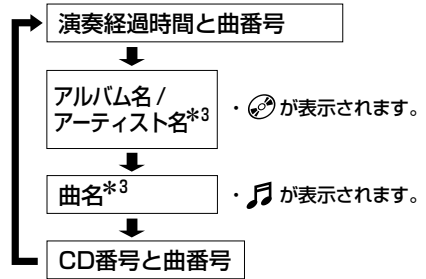 演奏経過時間と曲番号
アルバム名 /
アーティスト名*3
・ が表示されます。
曲名*3
・ が表示されます。
CD番号と曲番号